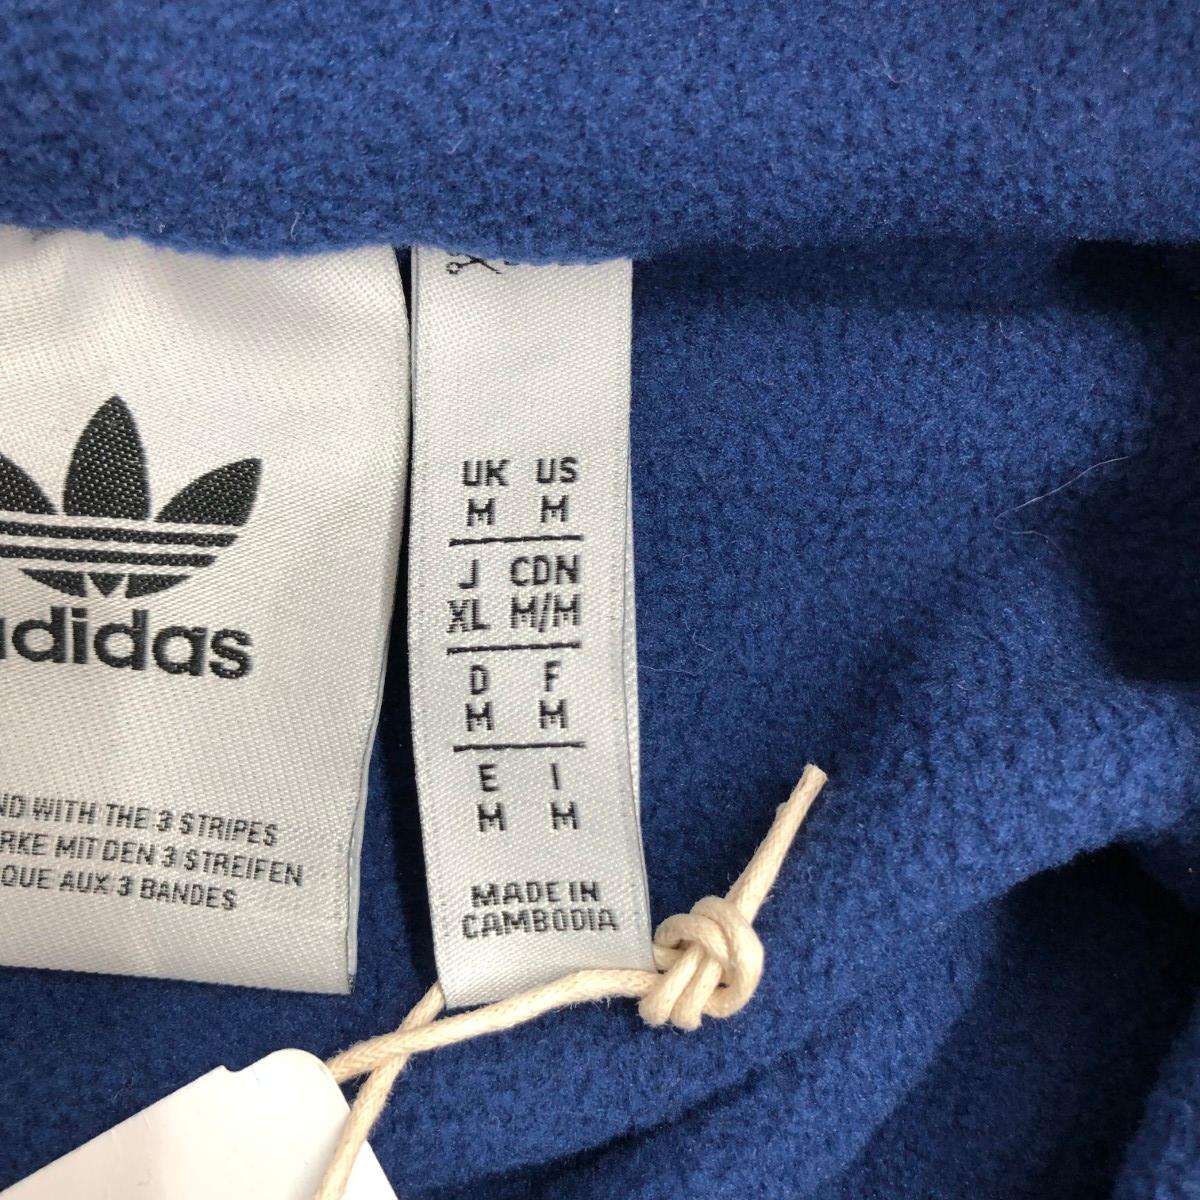 adidas
ND WITH THE 3 STRIPES
RKE MIT DEN 3 STREIFEN
QUE AUX 3 BANDES
UK US
M M
J CDN
XL M/M
D F
M M
E I
M M
MADE IN
CAMBODIA